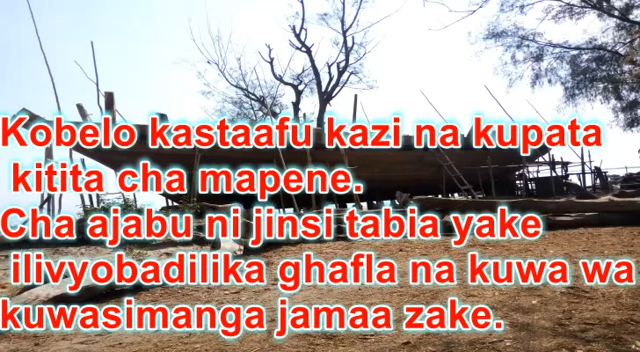 Kobelo kastaafu kazi na kupata
kitita cha mapene.
Cha ajabu ni jinsi tabia yake
ilivyobadilika ghafla na kuwa wa
kuwasimanga jamaa zake.